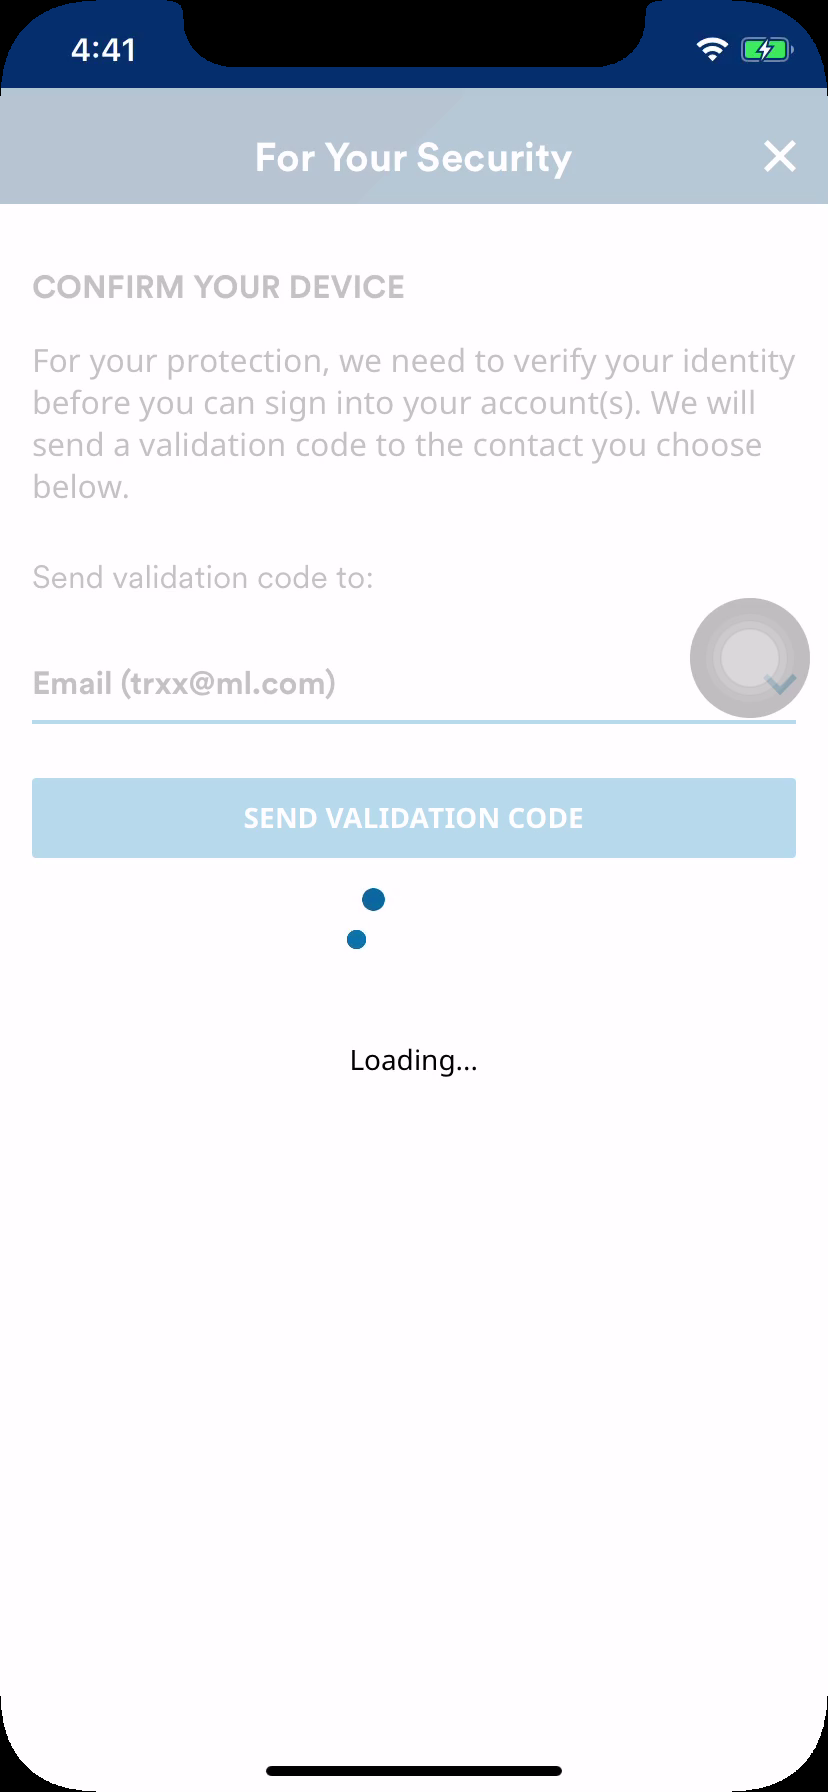 4:41
For Your Security
CONFIRM YOUR DEVICE
For your protection, we need to verify your identity
before you can sign into your account(s). We will
send a validation code to the contact you choose
below.
Send validation code to:
Email (trxx@ml.com)
SEND VALIDATION CODE
Loading...